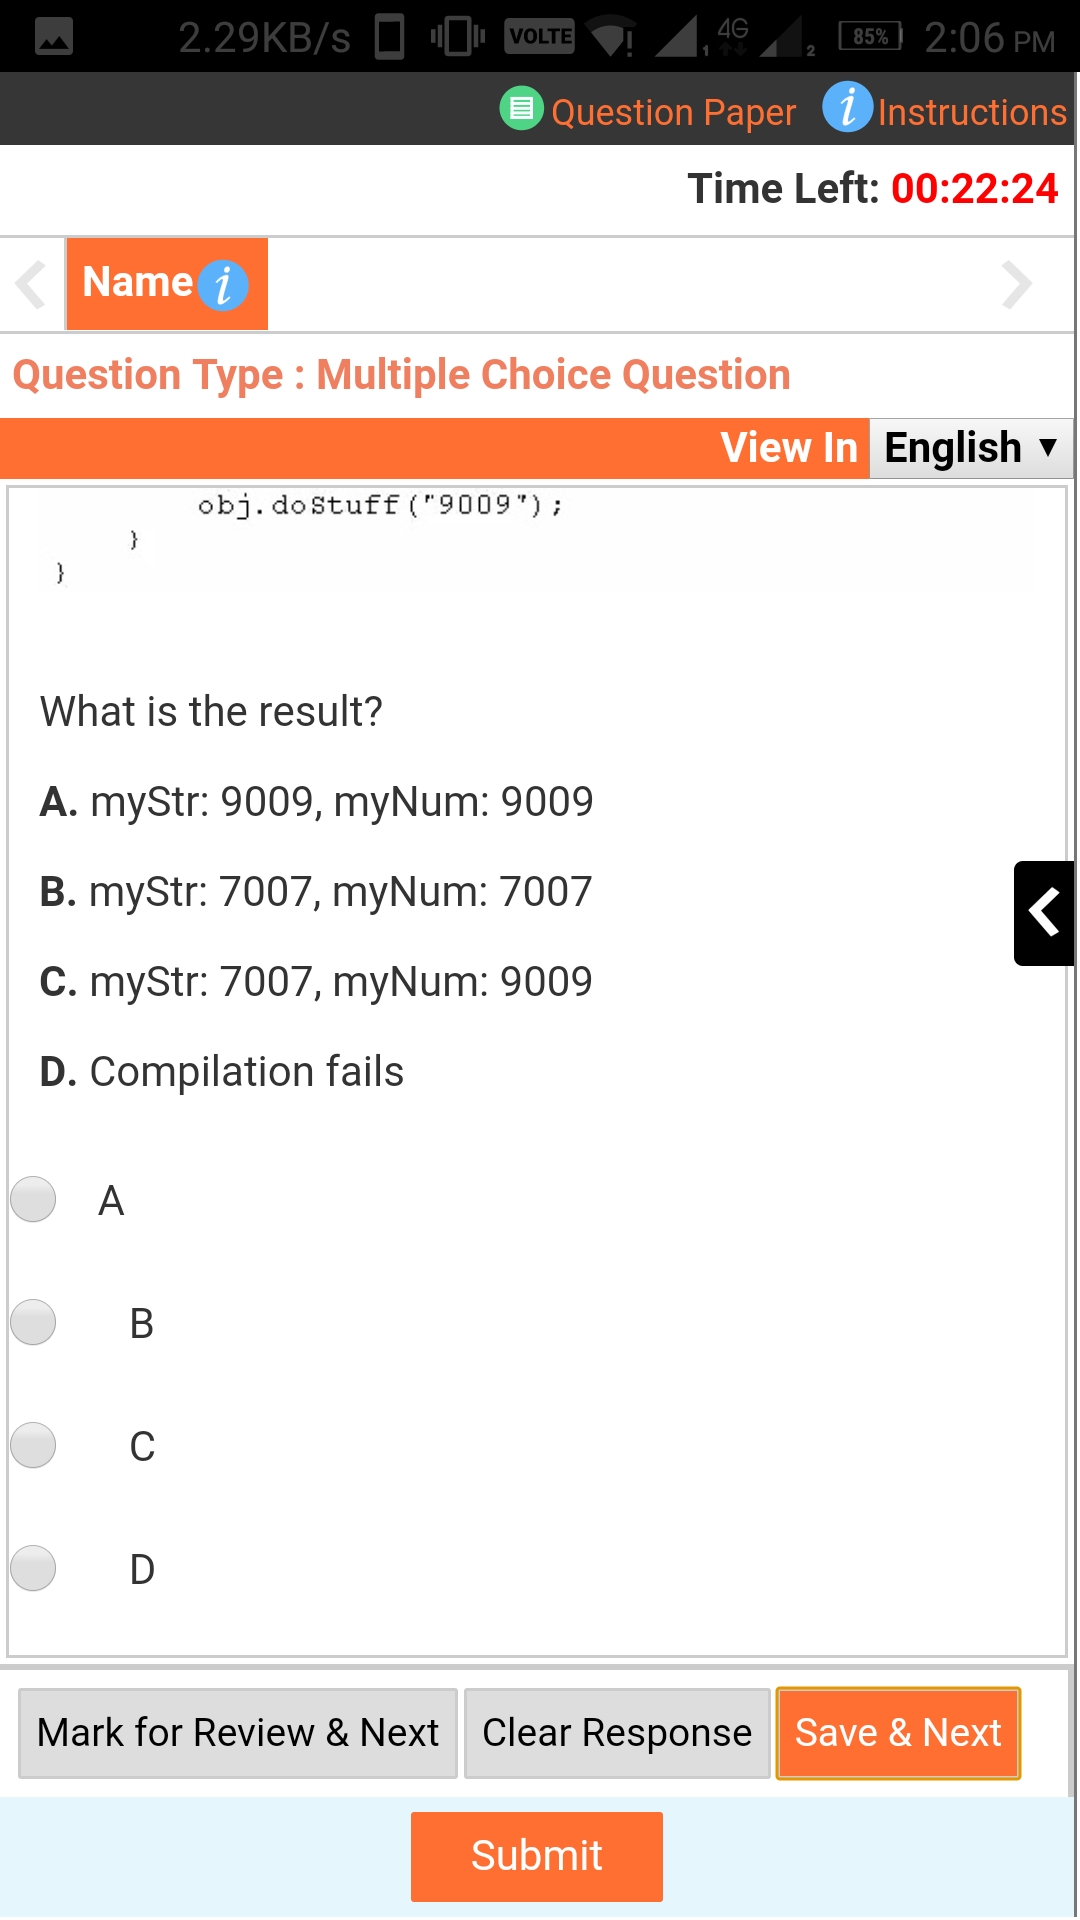 2.29KB/s VOLTE 1 4G 2 85% 2:06 PM
Question Paper i Instructions
Time Left: 00:22:24
Name i
Question Type : Multiple Choice Question
View In English
obj.doStuff("9009");
}
}
What is the result?
A. myStr: 9009, myNum: 9009
B. myStr: 7007, myNum: 7007
C. myStr: 7007, myNum: 9009
D. Compilation fails
A
B
C
D
Mark for Review & Next Clear Response Save & Next
Submit